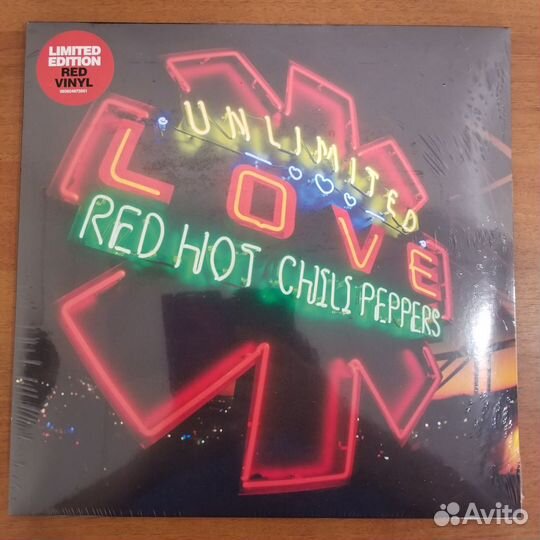 LIMITED
EDITION
RED
VINYL
UNLIMITED
LOVE
RED HOT CHILI PEPPERS
Avito